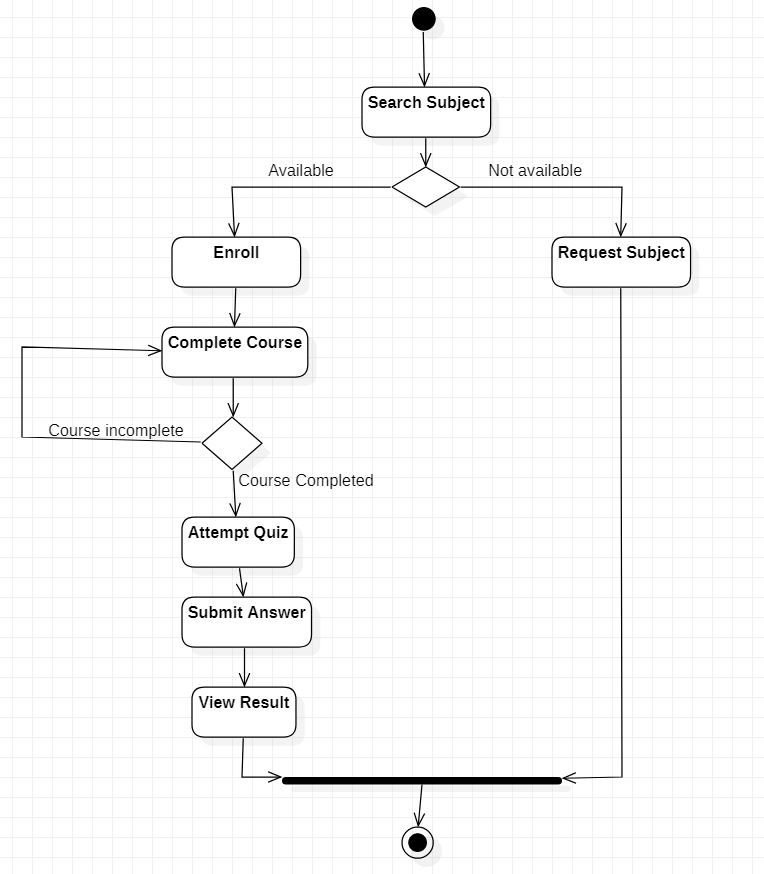 Search Subject
Available
Not available
Enroll
Request Subject
Complete Course
Course incomplete
Course Completed
Attempt Quiz
Submit Answer
View Result